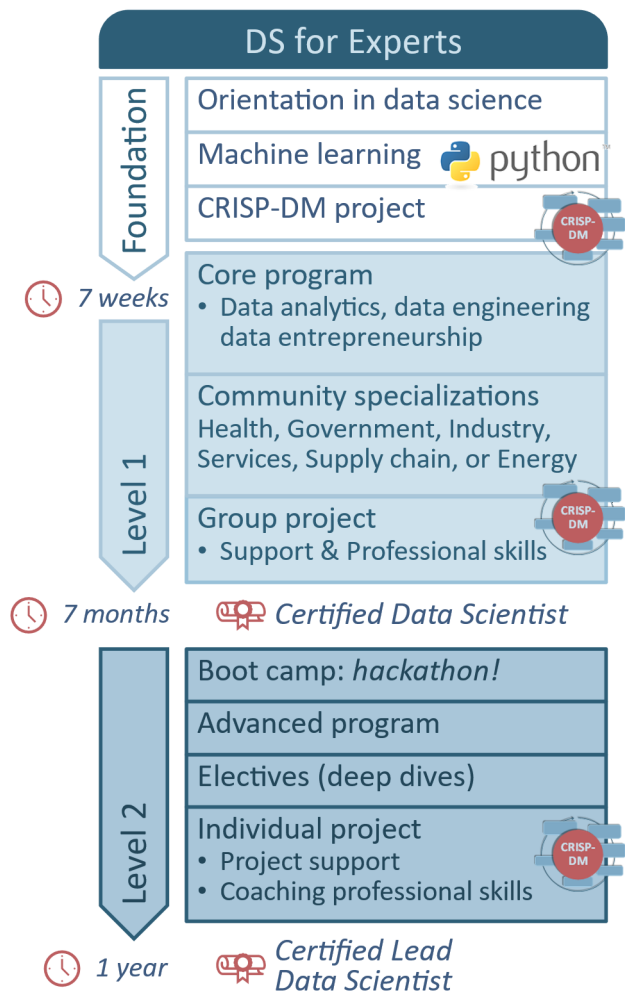 DS for Experts
Foundation
Orientation in data science
Machine learning
python™
CRISP-DM project
CRISP-
DM
7 weeks
Level 1
Core program
• Data analytics, data engineering
data entrepreneurship
Community specializations
Health, Government, Industry,
Services, Supply chain, or Energy
Group project
• Support & Professional skills
CRISP-
DM
7 months
Certified Data Scientist
Level 2
Boot camp: hackathon!
Advanced program
Electives (deep dives)
Individual project
• Project support
• Coaching professional skills
CRISP-
DM
1 year
Certified Lead
Data Scientist